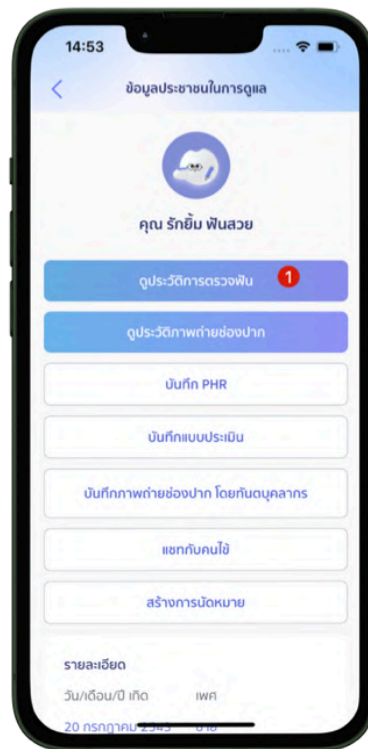 14:53
ข้อมูลประชาชนในการดูแล
คุณ รักยิ้ม ฟันสวย
ดูประวัติการตรวจฟัน 1
ดูประวัติภาพถ่ายช่องปาก
บันทึก PHR
บันทึกแบบประเมิน
บันทึกภาพถ่ายช่องปาก โดยทันตบุคลากร
แชทกับคนไข้
สร้างการนัดหมาย
รายละเอียด
วัน/เดือน/ปี เกิด เพศ
20 กรกฎาคม 2543 ชาย